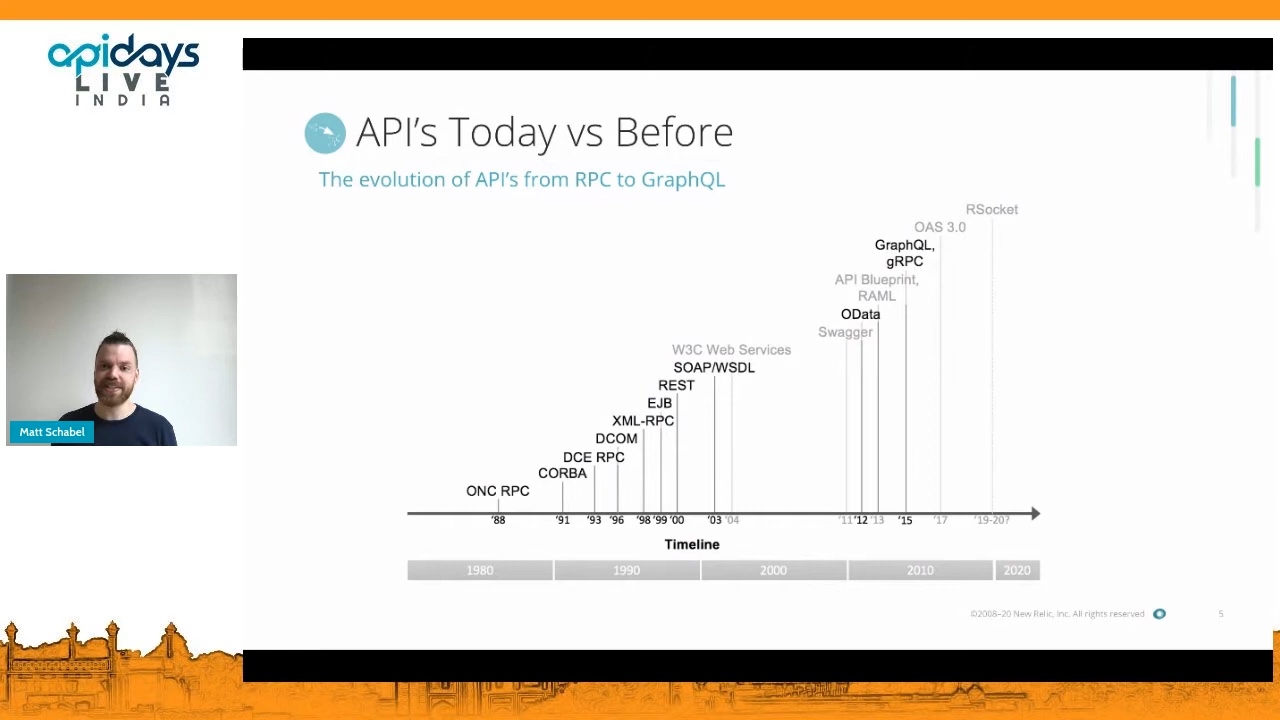 apidays
LIVE
INDIA
API's Today vs Before
The evolution of API's from RPC to GraphQL
RSocket
OAS 3.0
GraphQL,
gRPC
API Blueprint,
RAML
OData
Swagger
W3C Web Services
SOAP/WSDL
REST
EJB
XML-RPC
DCOM
DCE RPC
CORBA
ONC RPC
'88 '91 '93 '96 '98 '99 '00 '03 '04 '11 '12 '13 '15 '17 '19-20?
Timeline
1980 1990 2000 2010 2020
©2008–20 New Relic, Inc. All rights reserved 5
Matt Schabel